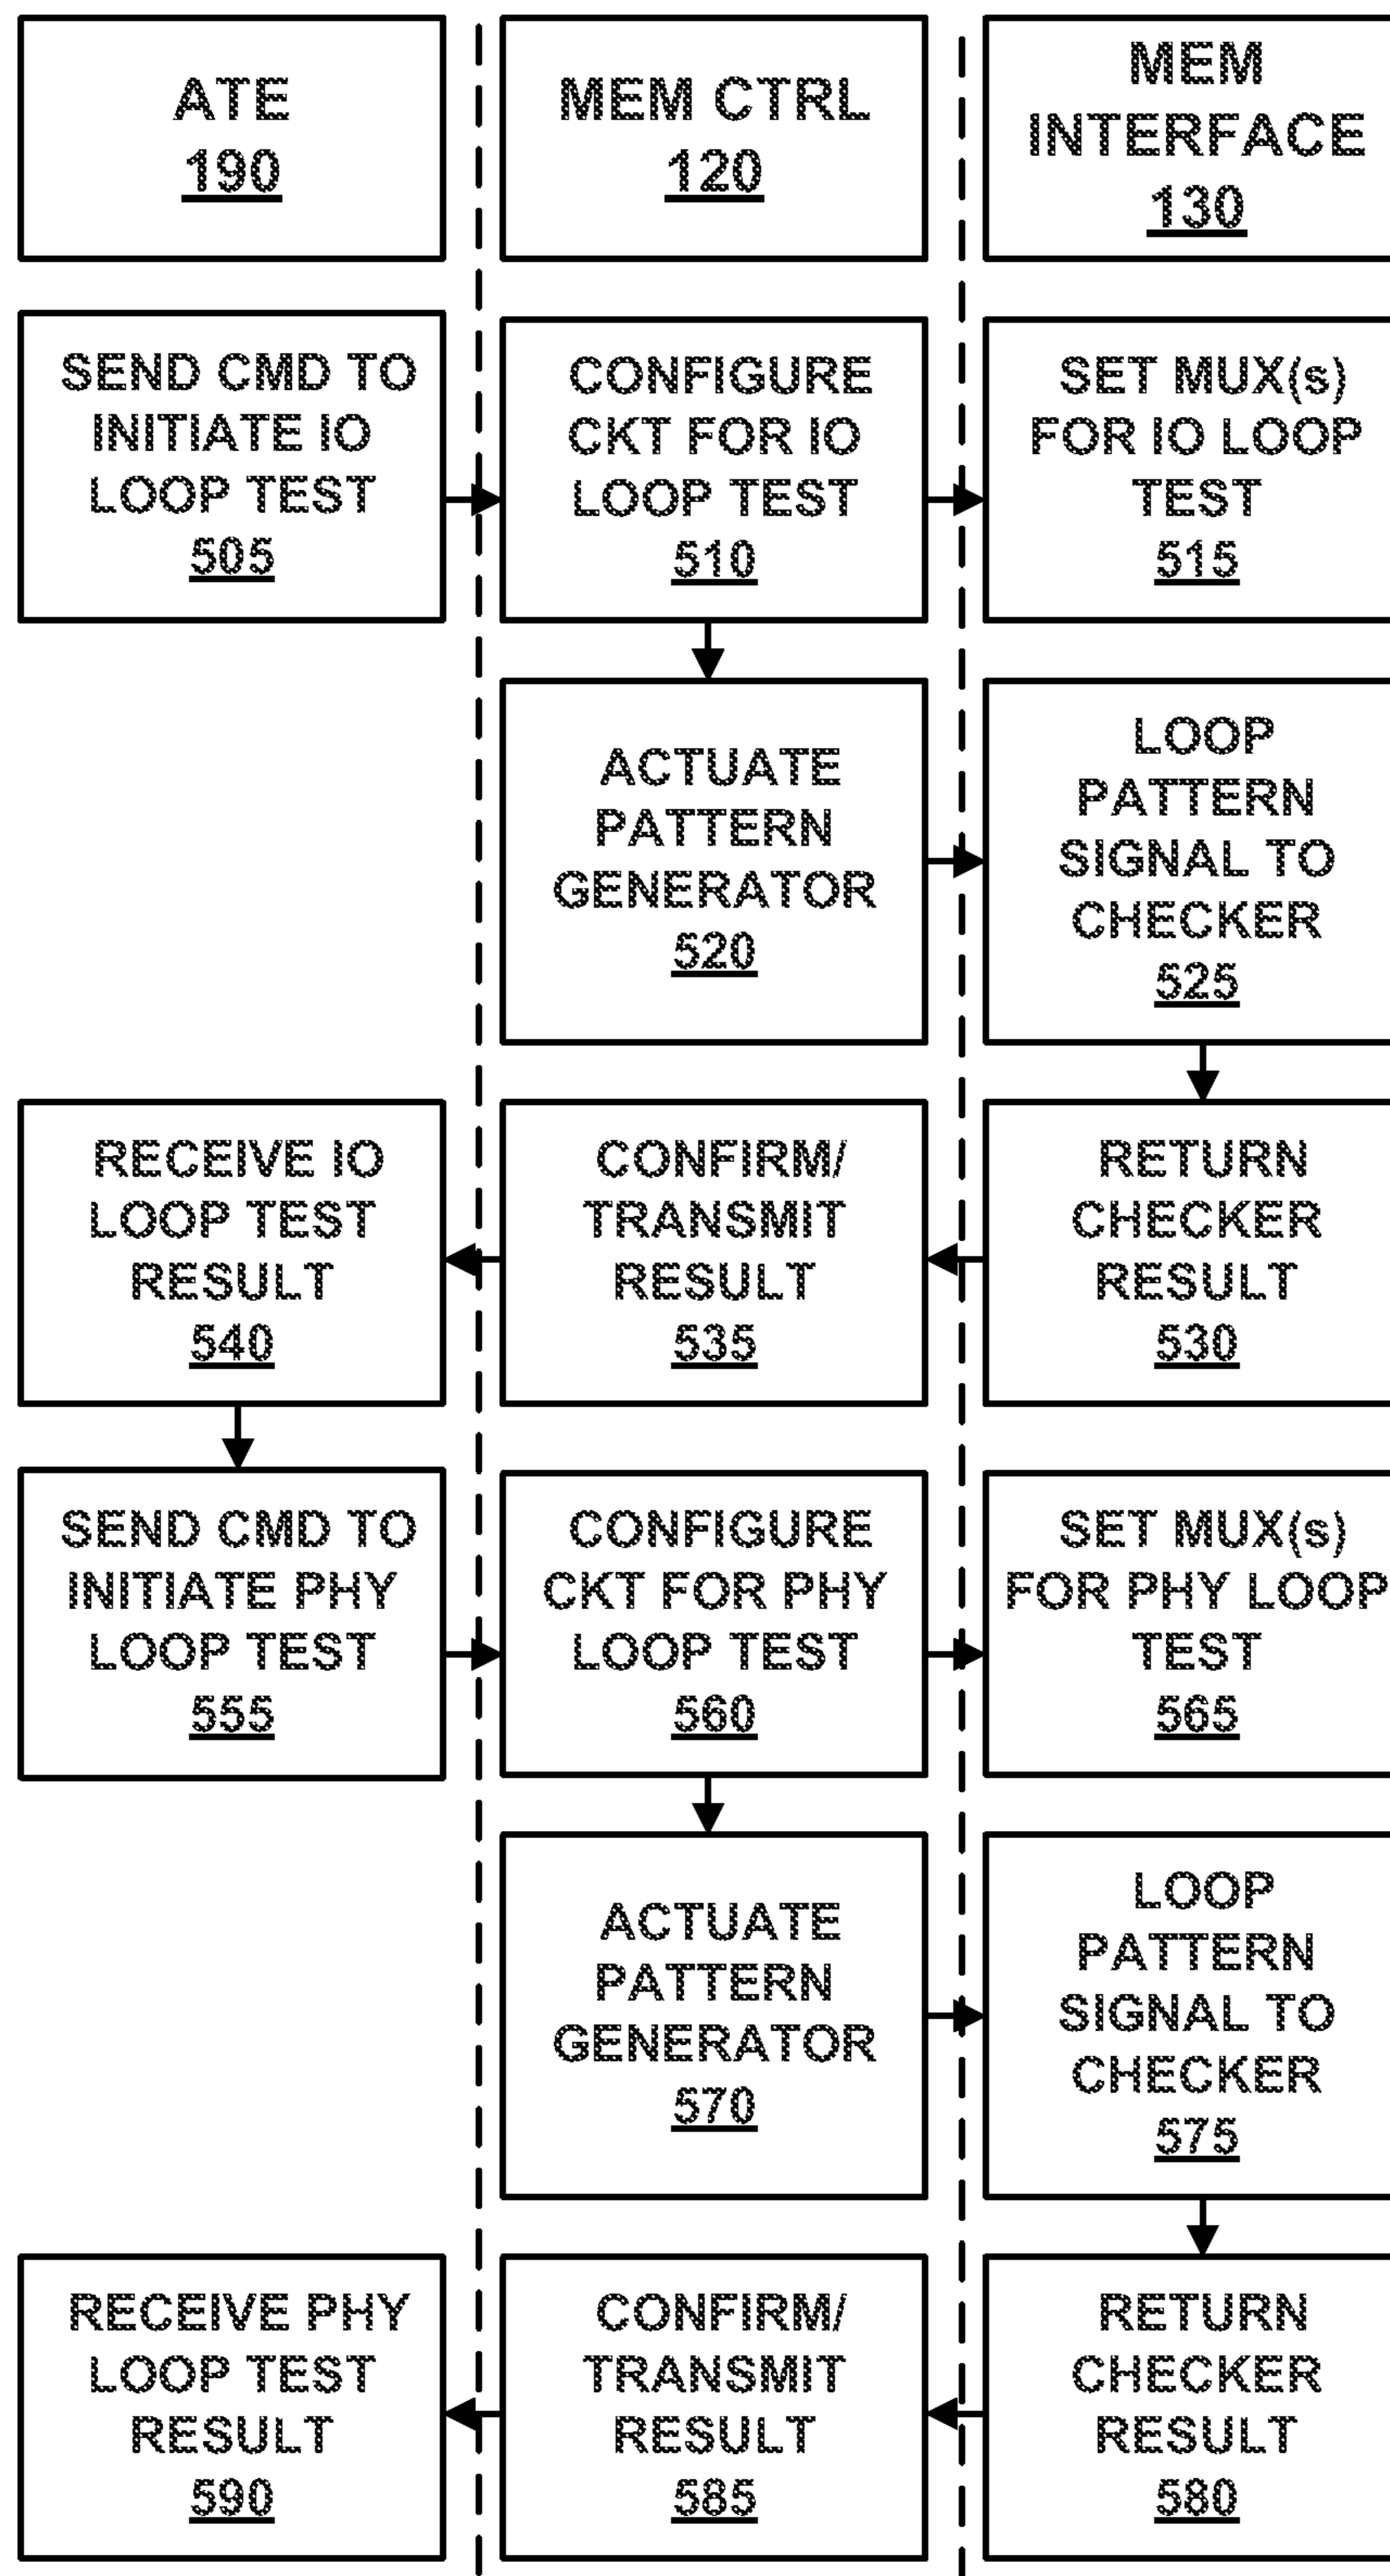 ATE
190
MEM CTRL
120
MEM
INTERFACE
130
SEND CMD TO
INITIATE IO
LOOP TEST
505
CONFIGURE
CKT FOR IO
LOOP TEST
510
SET MUX(s)
FOR IO LOOP
TEST
515
ACTUATE
PATTERN
GENERATOR
520
LOOP
PATTERN
SIGNAL TO
CHECKER
525
RECEIVE IO
LOOP TEST
RESULT
540
CONFIRM/
TRANSMIT
RESULT
535
RETURN
CHECKER
RESULT
530
SEND CMD TO
INITIATE PHY
LOOP TEST
555
CONFIGURE
CKT FOR PHY
LOOP TEST
560
SET MUX(s)
FOR PHY LOOP
TEST
565
ACTUATE
PATTERN
GENERATOR
570
LOOP
PATTERN
SIGNAL TO
CHECKER
575
RECEIVE PHY
LOOP TEST
RESULT
590
CONFIRM/
TRANSMIT
RESULT
585
RETURN
CHECKER
RESULT
580